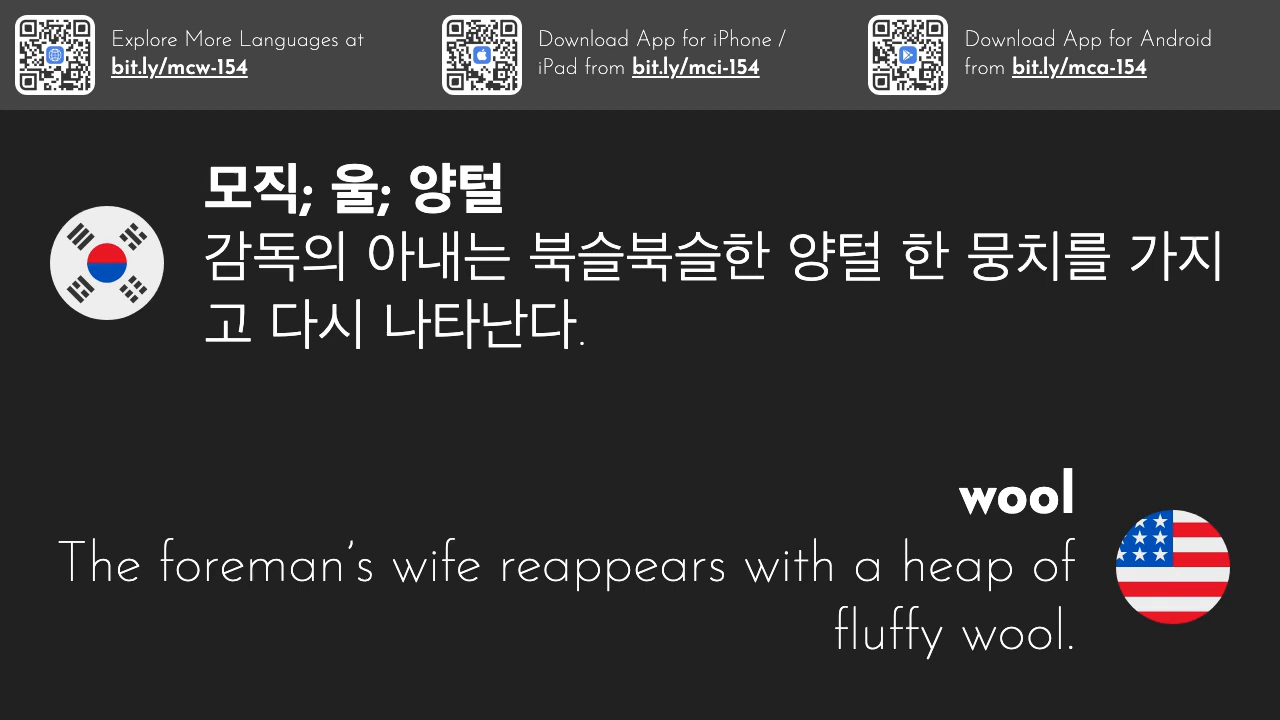 Explore More Languages at
bit.ly/mcw-154
Download App for iPhone /
iPad from bit.ly/mci-154
Download App for Android
from bit.ly/mca-154
모직; 울; 양털
감독의 아내는 북슬북슬한 양털 한 뭉치를 가지
고 다시 나타난다.
wool
The foreman’s wife reappears with a heap of
fluffy wool.